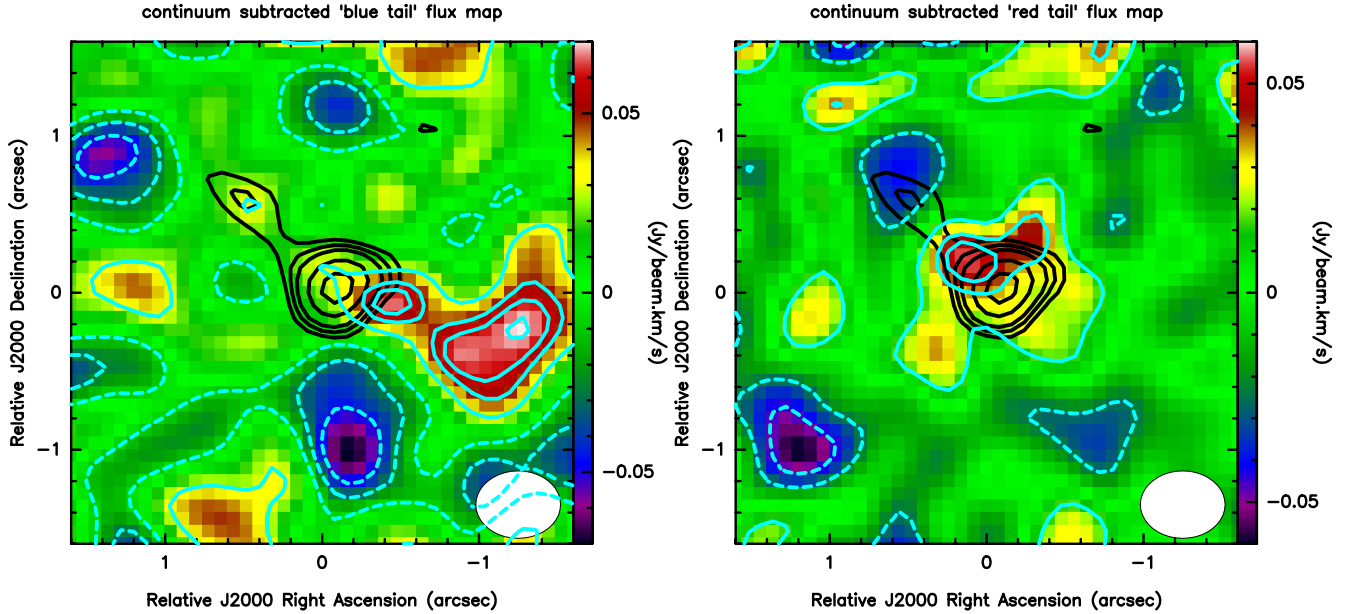 continuum subtracted 'blue tail' flux map
Relative J2000 Declination (arcsec)
1
0
−1
1
0
−1
Relative J2000 Right Ascension (arcsec)
0.05
0
−0.05
(Jy/beam.km/s)
continuum subtracted 'red tail' flux map
Relative J2000 Declination (arcsec)
1
0
−1
1
0
−1
Relative J2000 Right Ascension (arcsec)
0.05
0
−0.05
(Jy/beam.km/s)